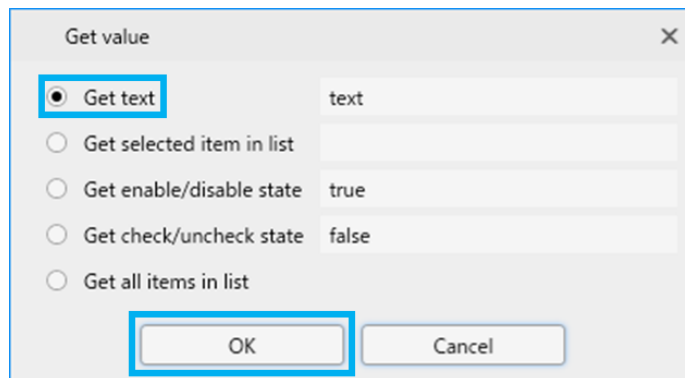 Get value
Get text text
Get selected item in list
Get enable/disable state true
Get check/uncheck state false
Get all items in list
OK Cancel